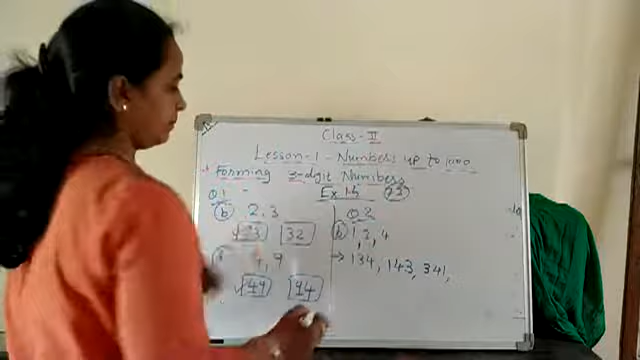 Class - II
Lesson - 1 - Numbers up to 1000
Forming 3-digit Numbers
Ex 1.5
Q 1
(b) 2, 3
23 32
4, 9
49 94
Q 2
(b) 1, 3, 4
→ 134, 143, 341,